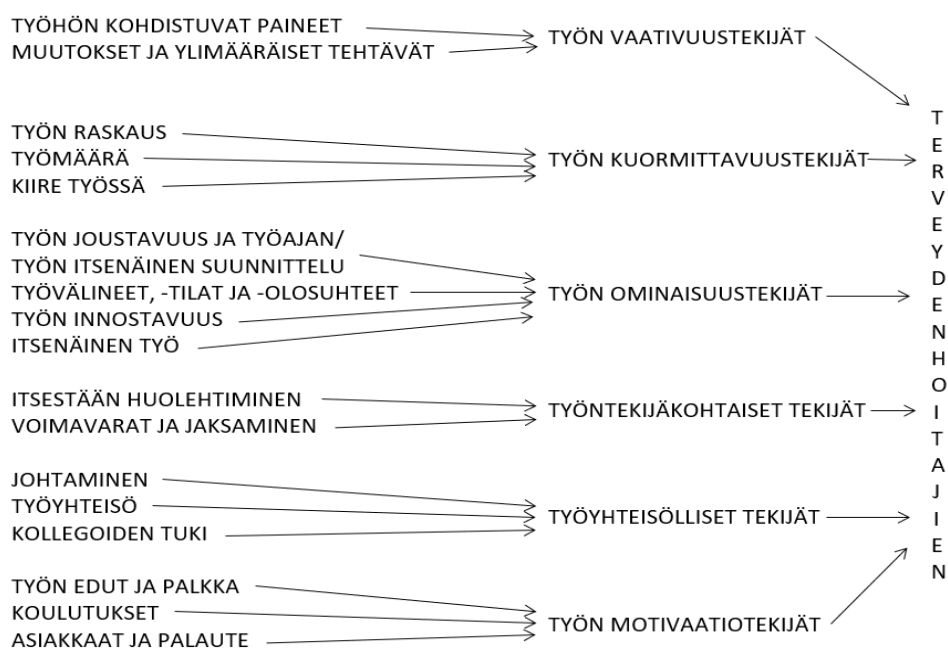 TYÖHÖN KOHDISTUVAT PAINEET
MUUTOKSET JA YLIMÄÄRÄISET TEHTÄVÄT
TYÖN VAATIVUUSTEKIJÄT
TYÖN RASKAUS
TYÖMÄÄRÄ
KIIRE TYÖSSÄ
TYÖN KUORMITTAVUUSTEKIJÄT
TYÖN JOUSTAVUUS JA TYÖAJAN/
TYÖN ITSENÄINEN SUUNNITTELU
TYÖVÄLINEET, -TILAT JA -OLOSUHTEET
TYÖN INNOSTAVUUS
ITSENÄINEN TYÖ
TYÖN OMINAISUUSTEKIJÄT
ITSESTÄÄN HUOLEHTIMINEN
VOIMAVARAT JA JAKSAMINEN
TYÖNTEKIJÄKOHTAISET TEKIJÄT
JOHTAMINEN
TYÖYHTEISÖ
KOLLEGOIDEN TUKI
TYÖYHTEISÖLLISET TEKIJÄT
TYÖN EDUT JA PALKKA
KOULUTUKSET
ASIAKKAAT JA PALAUTE
TYÖN MOTIVAATIOTEKIJÄT
TERVEYDENHOITAJIEN